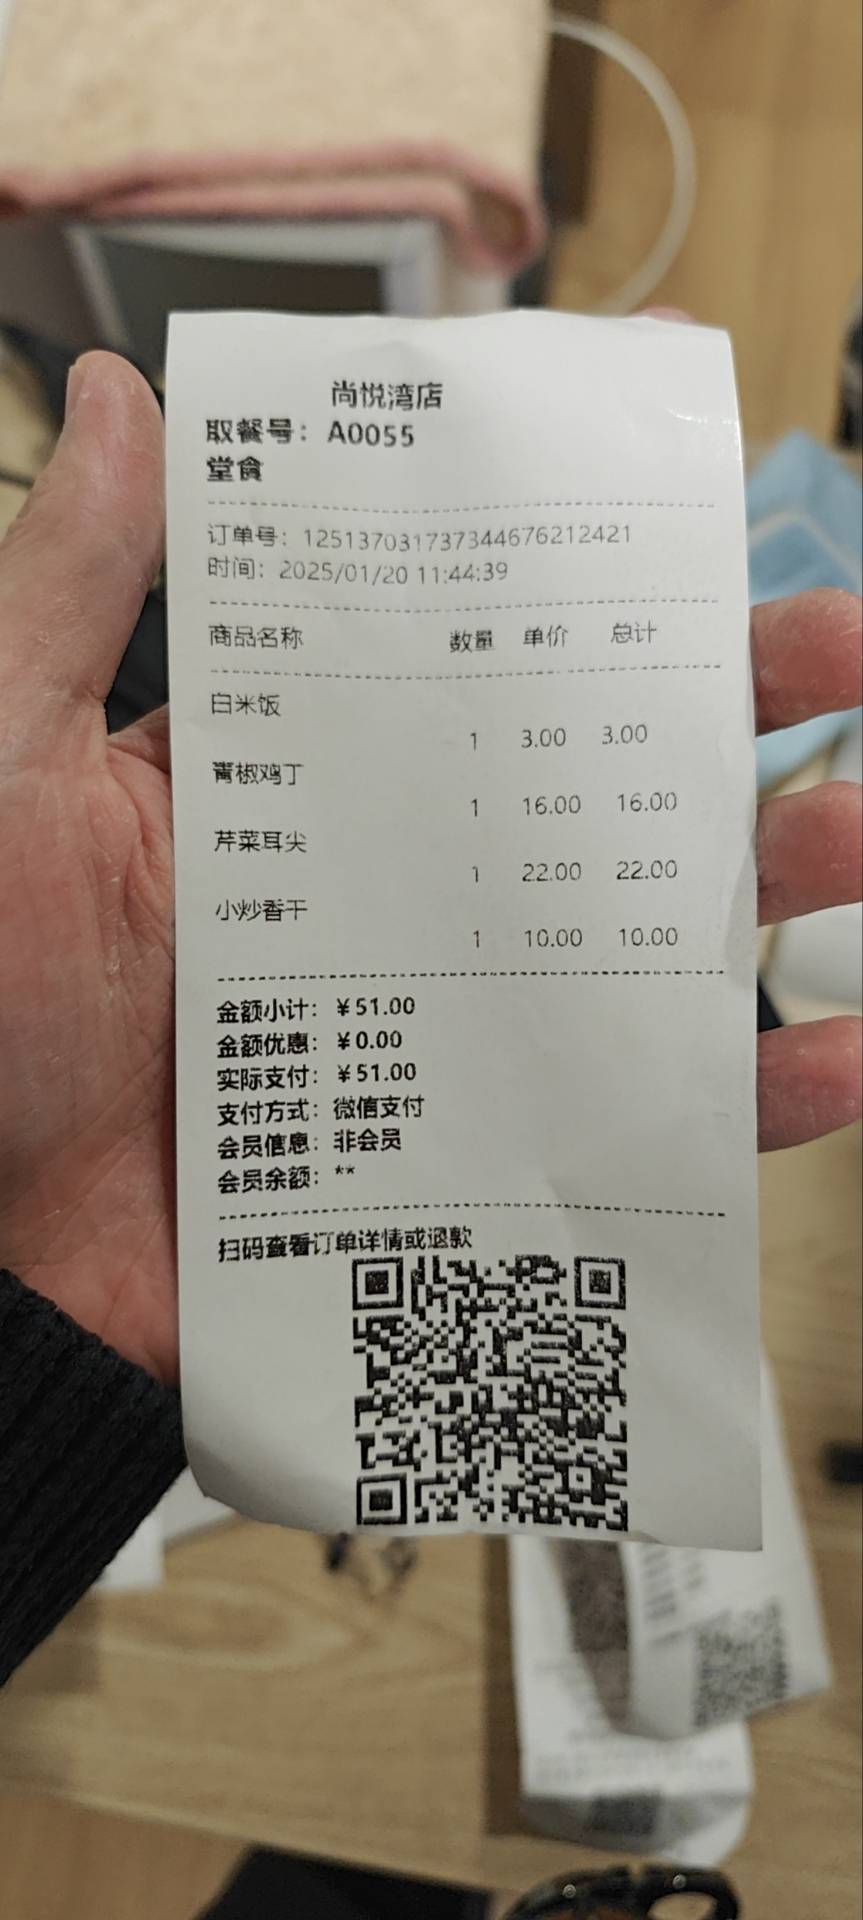 尚悦湾店
取餐号：A0055
堂食
订单号：125137031737344676212421
时间：2025/01/20 11:44:39
商品名称 数量 单价 总计
白米饭
1 3.00 3.00
青椒鸡丁
1 16.00 16.00
芹菜耳尖
1 22.00 22.00
小炒香干
1 10.00 10.00
金额小计：￥51.00
金额优惠：￥0.00
实际支付：￥51.00
支付方式：微信支付
会员信息：非会员
会员余额：**
扫码查看订单详情或退款